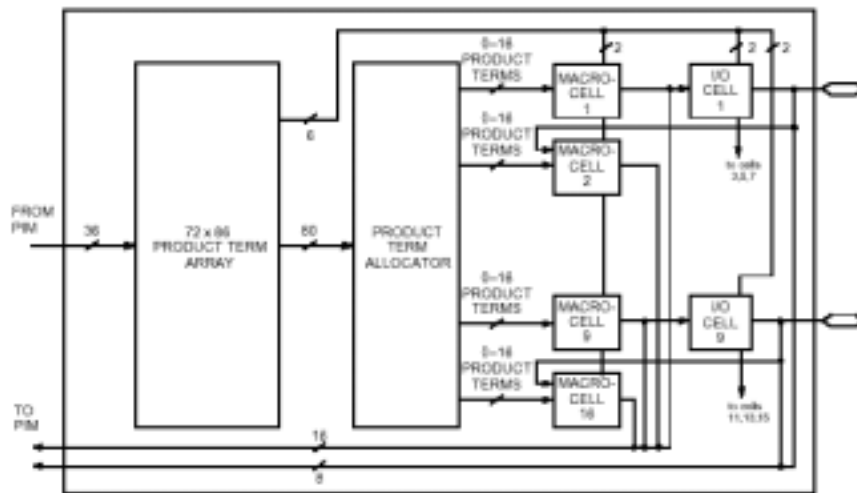 0–16
PRODUCT
TERMS
2
2
2
MACRO-
CELL
1
I/O
CELL
1
6
0–16
PRODUCT
TERMS
MACRO-
CELL
2
to cells
3,5,7
FROM
PIM
36
72 x 86
PRODUCT TERM
ARRAY
80
PRODUCT
TERM
ALLOCATOR
0–16
PRODUCT
TERMS
MACRO-
CELL
9
I/O
CELL
9
0–16
PRODUCT
TERMS
MACRO-
CELL
16
to cells
11,13,15
TO
PIM
16
8